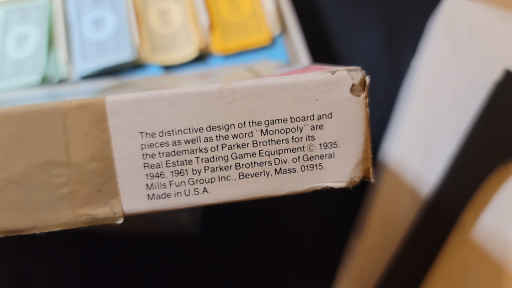 The distinctive design of the game board and
pieces as well as the word "Monopoly" are
the trademarks of Parker Brothers for its
Real Estate Trading Game Equipment © 1935,
1946, 1961 by Parker Brothers Div. of General
Mills Fun Group Inc., Beverly, Mass. 01915.
Made in U.S.A.